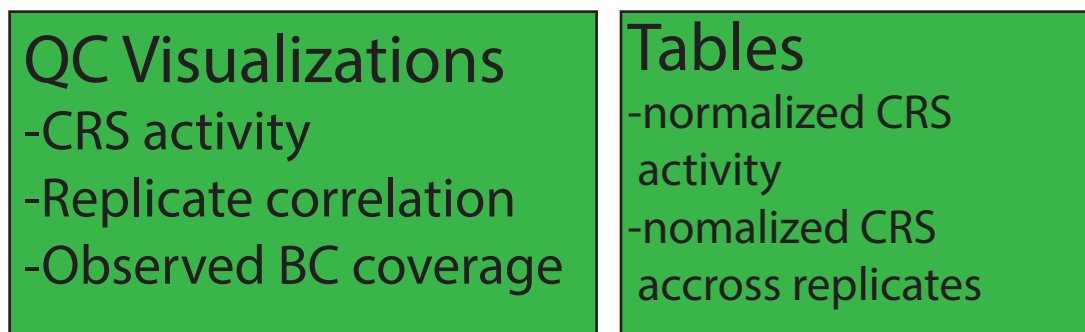 QC Visualizations
-CRS activity
-Replicate correlation
-Observed BC coverage
Tables
-normalized CRS
activity
-nomalized CRS
accross replicates